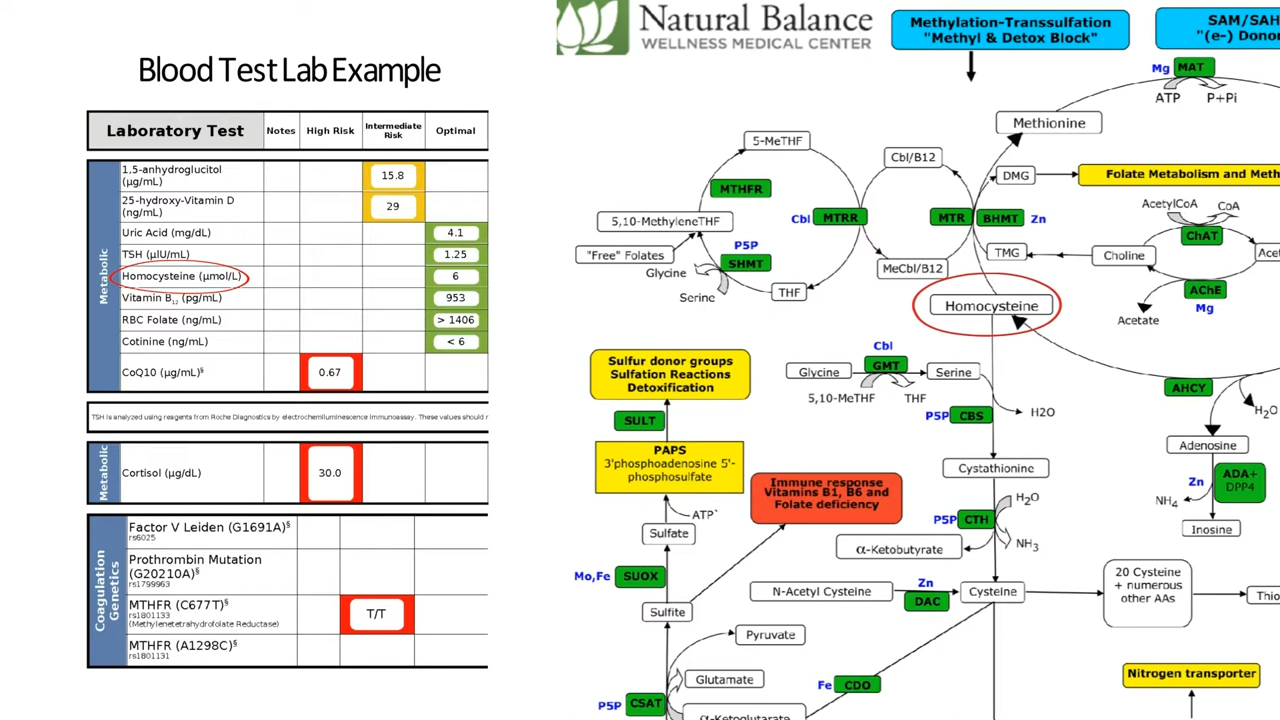 Blood Test Lab Example
Laboratory Test
Notes
High Risk
Intermediate
Risk
Optimal
Metabolic
1,5-anhydroglucitol
(µg/mL)
15.8
25-hydroxy-Vitamin D
(ng/mL)
29
Uric Acid (mg/dL)
4.1
TSH (µIU/mL)
1.25
Homocysteine (µmol/L)
6
Vitamin B12 (pg/mL)
953
RBC Folate (ng/mL)
> 1406
Cotinine (ng/mL)
< 6
CoQ10 (µg/mL)§
0.67
TSH is analyzed using reagents from Roche Diagnostics by electrochemiluminescence immunoassay. These values should
Metabolic
Cortisol (µg/dL)
30.0
Coagulation
Genetics
Factor V Leiden (G1691A)§
rs6025
Prothrombin Mutation
(G20210A)§
rs1799963
MTHFR (C677T)§
rs1801133
(Methylenetetrahydrofolate Reductase)
T/T
MTHFR (A1298C)§
rs1801131
Natural Balance
WELLNESS MEDICAL CENTER
Methylation-Transsulfation
"Methyl & Detox Block"
SAM/SAH
"(e-) Donor
Mg
MAT
ATP
P+Pi
Methionine
5-MeTHF
Cbl/B12
DMG
Folate Metabolism and Meth
MTHFR
5,10-MethyleneTHF
Cbl
MTRR
MTR
BHMT
Zn
AcetylCoA
CoA
ChAT
"Free" Folates
P5P
SHMT
Glycine
Serine
THF
MeCbl/B12
TMG
Choline
Acet
AChE
Mg
Acetate
Homocysteine
Sulfur donor groups
Sulfation Reactions
Detoxification
Cbl
Glycine
GMT
Serine
5,10-MeTHF
THF
AHCY
H2O
SULT
P5P
CBS
H2O
PAPS
3'phosphoadenosine 5'-
phosphosulfate
Adenosine
Cystathionine
Immune response
Vitamins B1, B6 and
Folate deficiency
Zn
ADA+
DPP4
NH4
Inosine
ATP`
Sulfate
P5P
CTH
H2O
NH3
α-Ketobutyrate
Mo,Fe
SUOX
Sulfite
N-Acetyl Cysteine
Zn
DAC
Cysteine
20 Cysteine
+ numerous
other AAs
Thio
Pyruvate
Glutamate
Fe
CDO
P5P
CSAT
α-Ketoglutarate
Nitrogen transporter